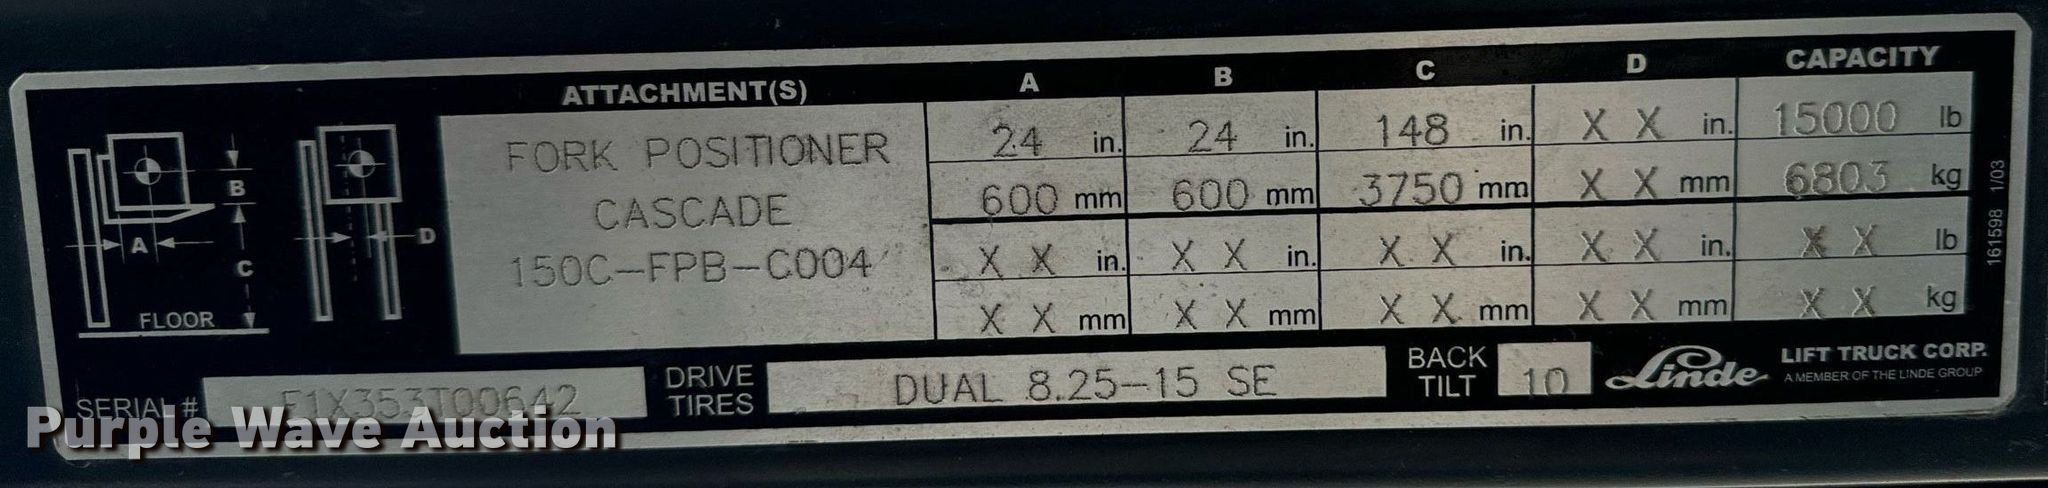 ATTACHMENT(S) A B C D CAPACITY
FORK POSITIONER
CASCADE
150C-FPB-C004
24 in. 24 in. 148 in. X X in. 15000 lb
600 mm 600 mm 3750 mm X X mm 6803 kg
X X in. X X in. X X in. X X in. X X lb
X X mm X X mm X X mm X X mm X X kg
B
A
D
C
FLOOR
161598 1/03
SERIAL # F1X353T00642
DRIVE TIRES DUAL 8.25-15 SE
BACK TILT 10
Linde LIFT TRUCK CORP.
A MEMBER OF THE LINDE GROUP
Purple Wave Auction